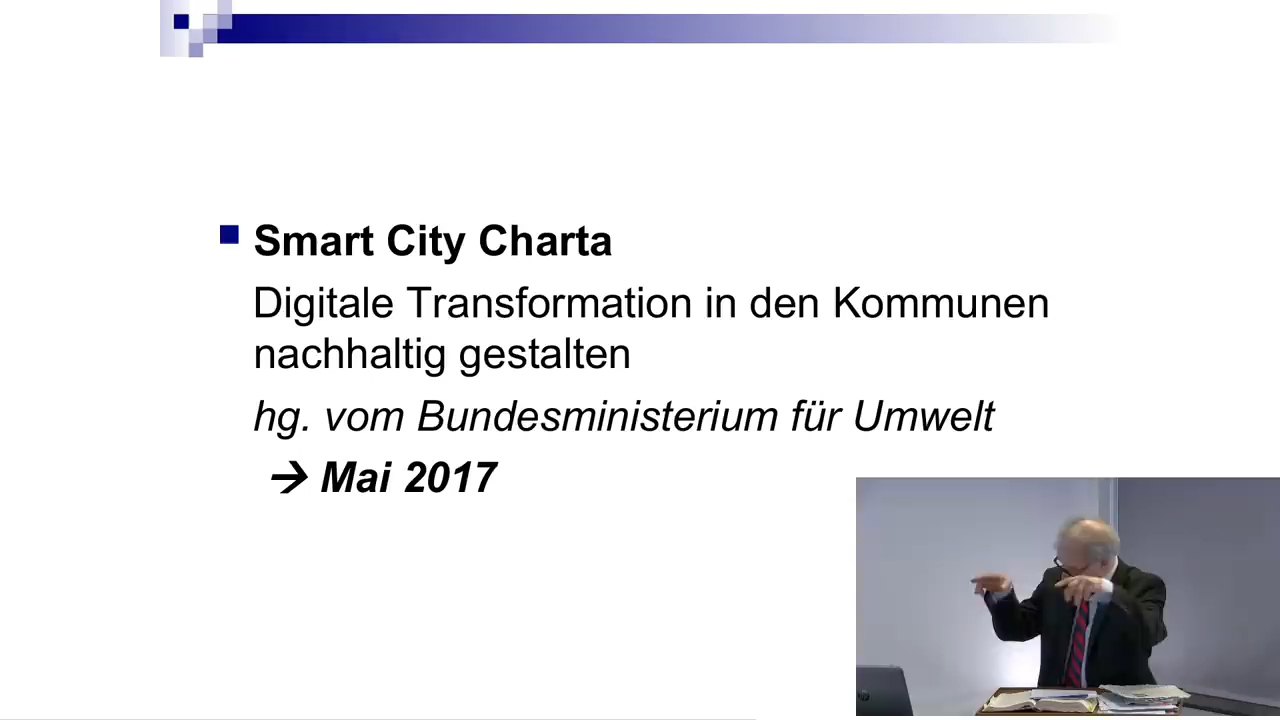 Smart City Charta
Digitale Transformation in den Kommunen
nachhaltig gestalten
hg. vom Bundesministerium für Umwelt
→ Mai 2017